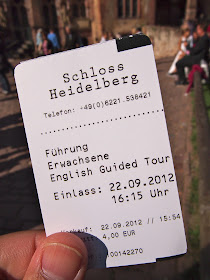 Schloss
Heidelberg
Telefon: +49(0)6221.538421
Führung
Erwachsene
English Guided Tour
Einlass: 22.09.2012
16:15 Uhr
22.09.2012 // 15:54
4,00 EUR
00142270